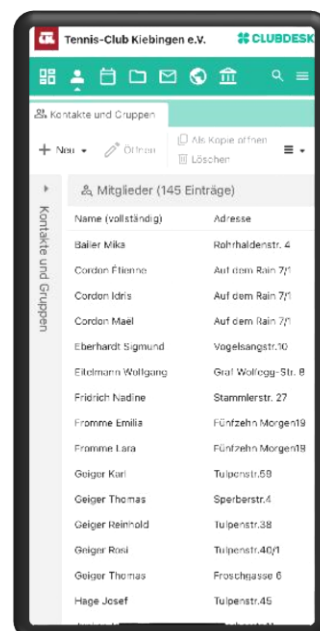 Tennis-Club Kiebingen e.V.
CLUBDESK
Kontakte und Gruppen
Neu
Öffnen
Als Kopie öffnen
Löschen
Kontakte und Gruppen
Mitglieder (145 Einträge)
Name (vollständig) Adresse
Bailer Mika Rohrhaldenstr. 4
Cordon Étienne Auf dem Rain 7/1
Cordon Idris Auf dem Rain 7/1
Cordon Maël Auf dem Rain 7/1
Eberhardt Sigmund Vogelsangstr.10
Eitelmann Wolfgang Graf Wolfegg-Str. 8
Fridrich Nadine Stammlerstr. 27
Fromme Emilia Fünfzehn Morgen19
Fromme Lara Fünfzehn Morgen19
Geiger Karl Tulpenstr.59
Geiger Thomas Sperberstr.4
Geiger Reinhold Tulpenstr.38
Geiger Rosi Tulpenstr.40/1
Geiger Thomas Froschgasse 6
Hage Josef Tulpenstr.45